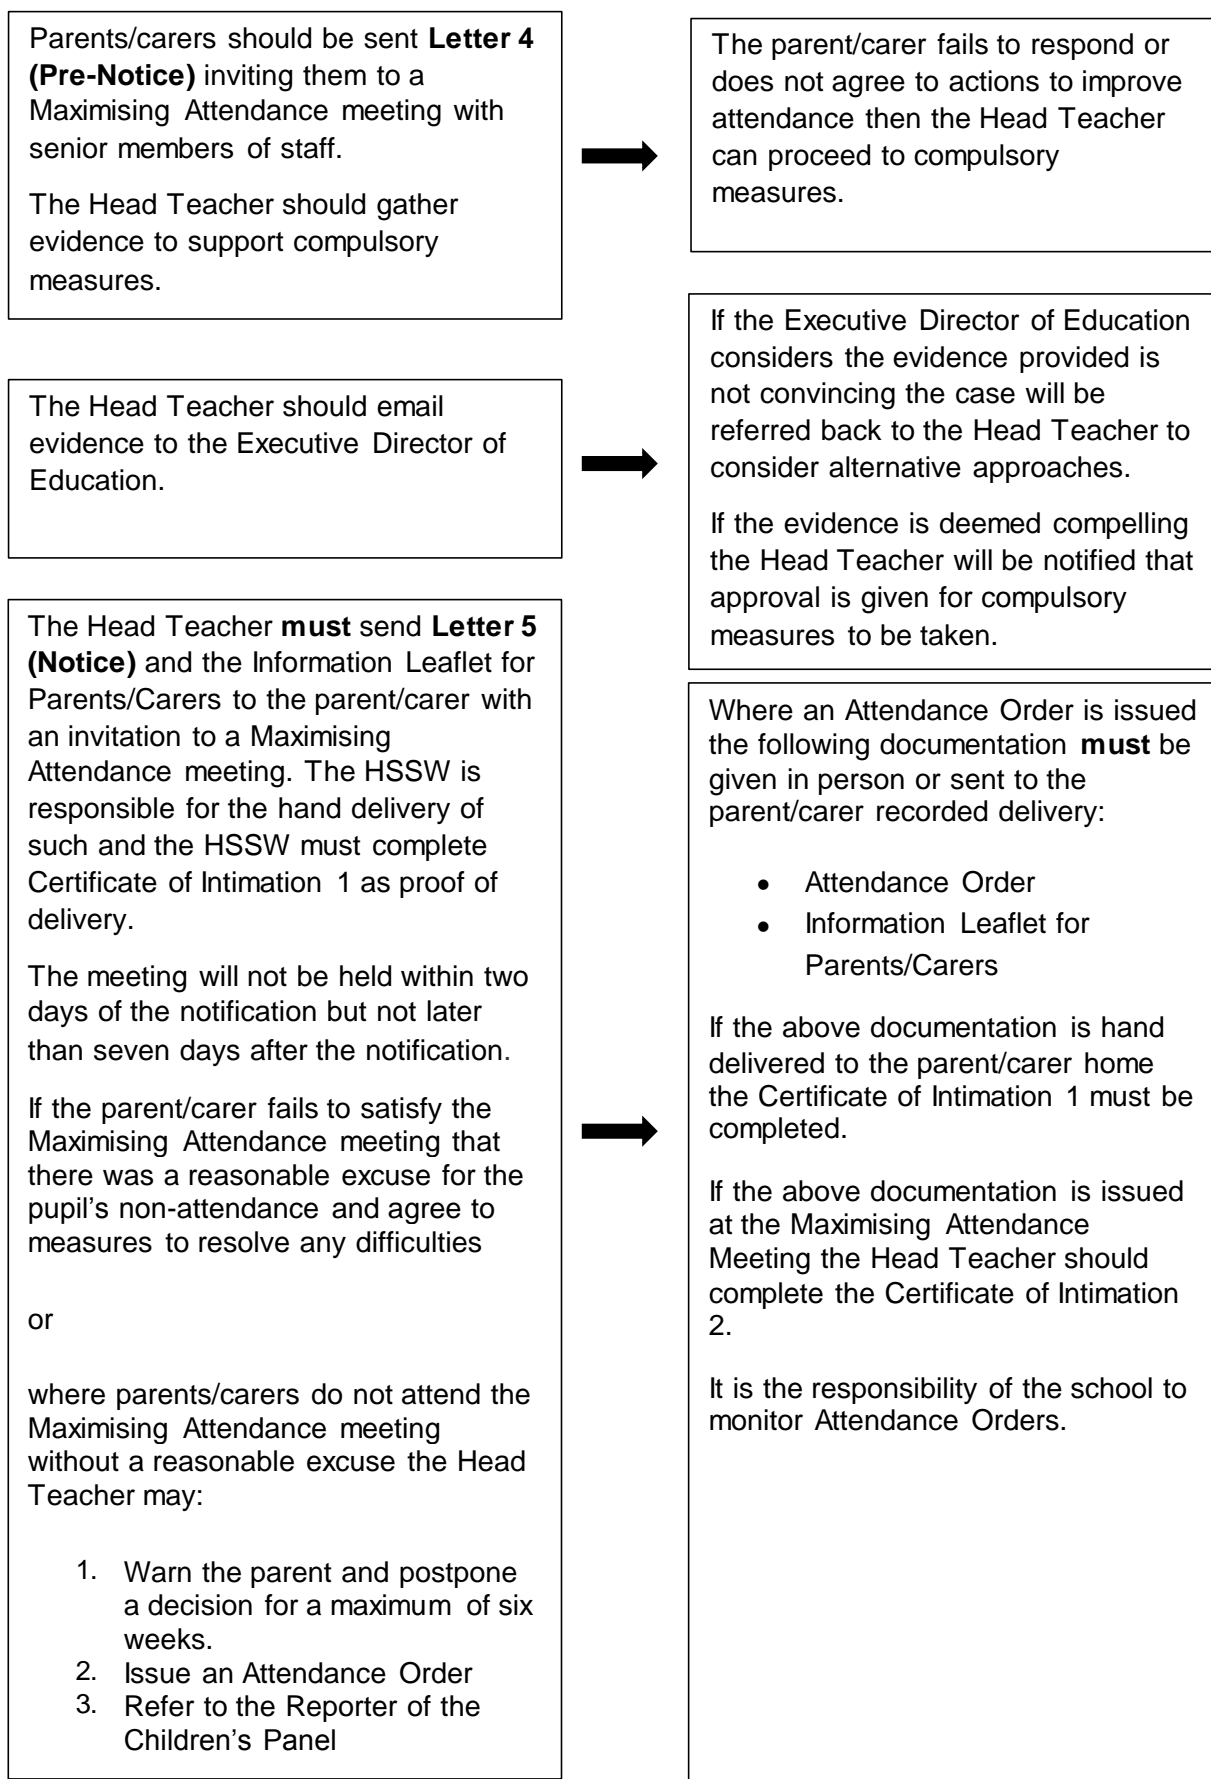 Parents/carers should be sent Letter 4
(Pre-Notice) inviting them to a
Maximising Attendance meeting with
senior members of staff.
The Head Teacher should gather
evidence to support compulsory
measures.
The parent/carer fails to respond or
does not agree to actions to improve
attendance then the Head Teacher
can proceed to compulsory
measures.
The Head Teacher should email
evidence to the Executive Director of
Education.
If the Executive Director of Education
considers the evidence provided is
not convincing the case will be
referred back to the Head Teacher to
consider alternative approaches.
If the evidence is deemed compelling
the Head Teacher will be notified that
approval is given for compulsory
measures to be taken.
The Head Teacher must send Letter 5
(Notice) and the Information Leaflet for
Parents/Carers to the parent/carer with
an invitation to a Maximising
Attendance meeting. The HSSW is
responsible for the hand delivery of
such and the HSSW must complete
Certificate of Intimation 1 as proof of
delivery.
The meeting will not be held within two
days of the notification but not later
than seven days after the notification.
If the parent/carer fails to satisfy the
Maximising Attendance meeting that
there was a reasonable excuse for the
pupil’s non-attendance and agree to
measures to resolve any difficulties
or
where parents/carers do not attend the
Maximising Attendance meeting
without a reasonable excuse the Head
Teacher may:
1. Warn the parent and postpone
a decision for a maximum of six
weeks.
2. Issue an Attendance Order
3. Refer to the Reporter of the
Children’s Panel
Where an Attendance Order is issued
the following documentation must be
given in person or sent to the
parent/carer recorded delivery:
• Attendance Order
• Information Leaflet for
Parents/Carers
If the above documentation is hand
delivered to the parent/carer home
the Certificate of Intimation 1 must be
completed.
If the above documentation is issued
at the Maximising Attendance
Meeting the Head Teacher should
complete the Certificate of Intimation
2.
It is the responsibility of the school to
monitor Attendance Orders.